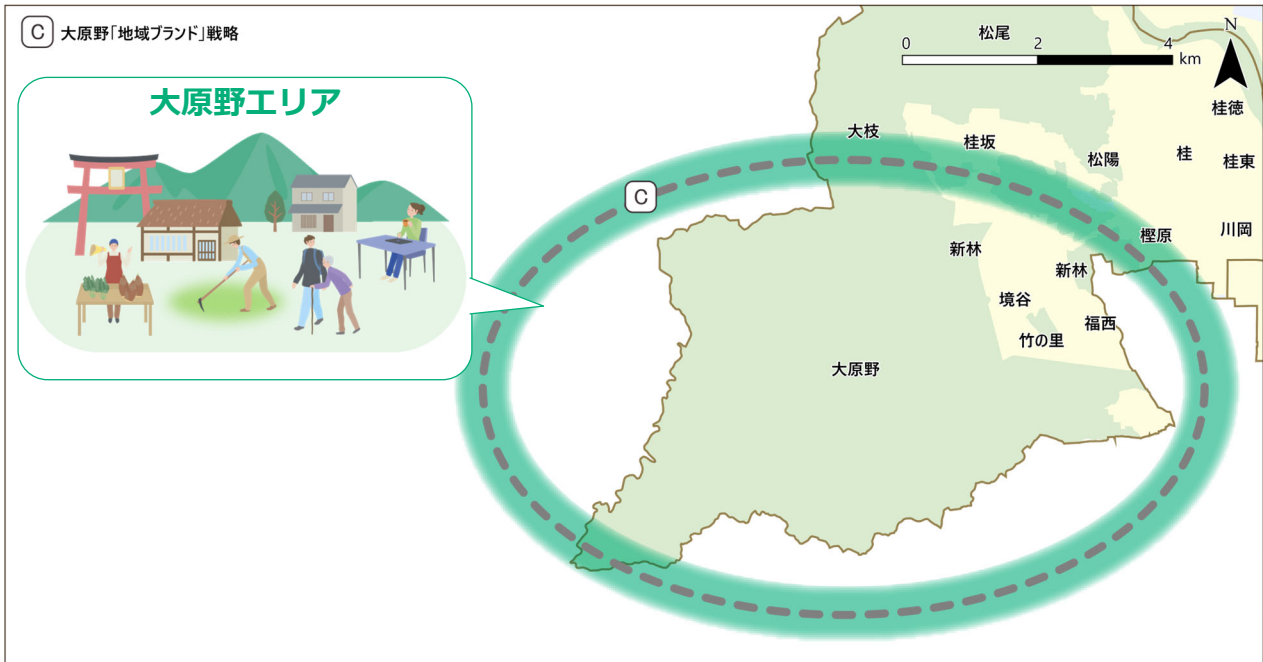 C 大原野「地域ブランド」戦略
大原野エリア
0 2 4
km
N
松尾
桂徳
大枝
桂坂
松陽
桂
桂東
C
川岡
樫原
新林
新林
境谷
福西
竹の里
大原野